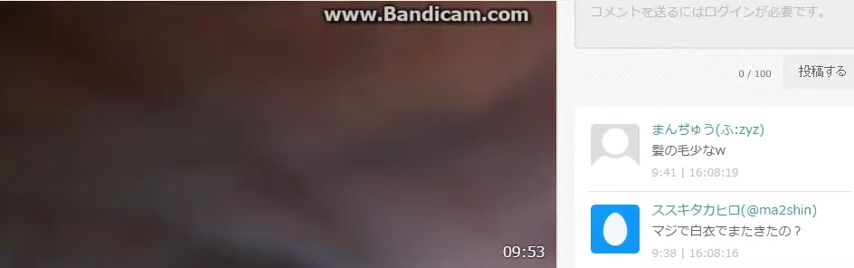 www.Bandicam.com
09:53
コメントを送るにはログインが必要です。
0 / 100
投稿する
まんぢゅう(ふ:zyz)
髪の毛少なw
9:41 | 16:08:19
ススキタカヒロ(@ma2shin)
マジで白衣でまたきたの？
9:38 | 16:08:16